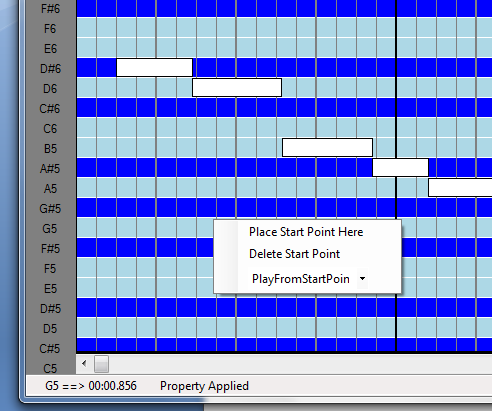 F#6
F6
E6
D#6
D6
C#6
C6
B5
A#5
A5
G#5
G5
F#5
F5
E5
D#5
D5
C#5
C5
Place Start Point Here
Delete Start Point
PlayFromStartPoin
G5 ==> 00:00.856 Property Applied